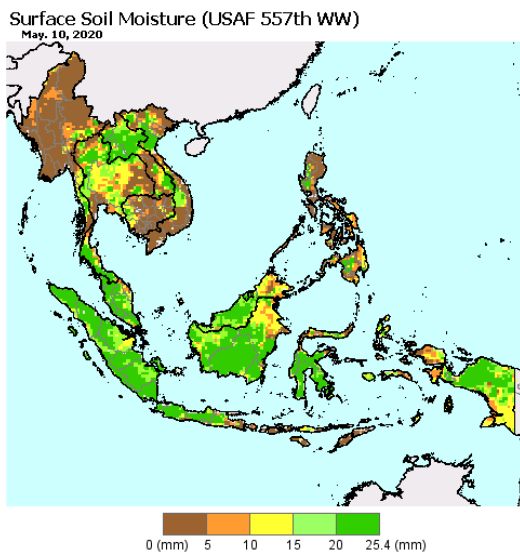 Surface Soil Moisture (USAF 557th WW)
May. 10, 2020
0 (mm) 5 10 15 20 25.4 (mm)